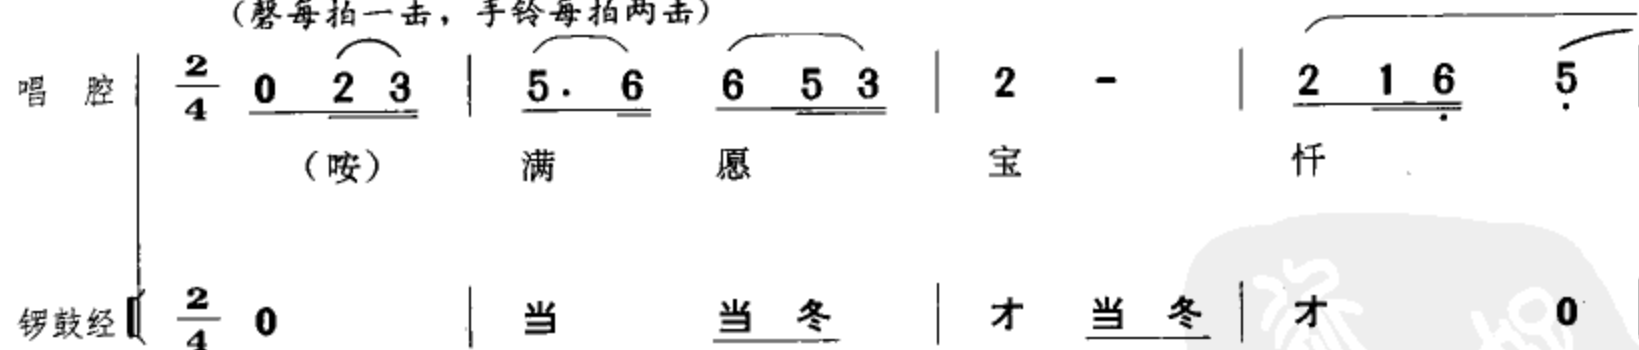 （磬每拍一击，手铃每拍两击）
唱 腔 2/4 0 2 3 | 5. 6 6 5 3 | 2 - | 2 1 6̣ 5̣
（咹） 满 愿 宝 忏
锣鼓经 2/4 0 | 当 当 冬 | 才 当 冬 | 才 0